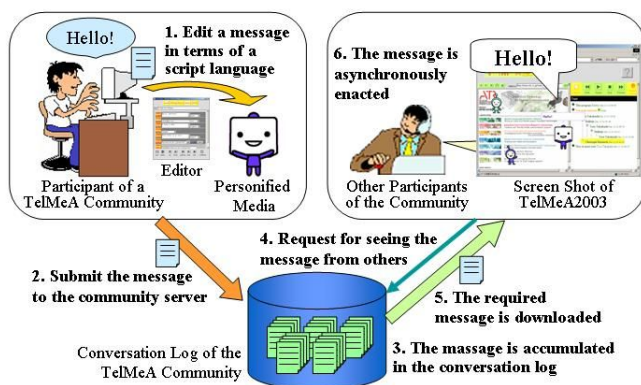 Hello!
1. Edit a message
in terms of a
script language
Editor
Participant of a
TelMeA Community
Personified
Media
6. The message is
asynchronously
enacted
Hello!
Other Participants
of the Community
Screen Shot of
TelMeA2003
2. Submit the message
to the community server
4. Request for seeing the
message from others
5. The required
message is downloaded
3. The massage is accumulated
in the conversation log
Conversation Log of the
TelMeA Community